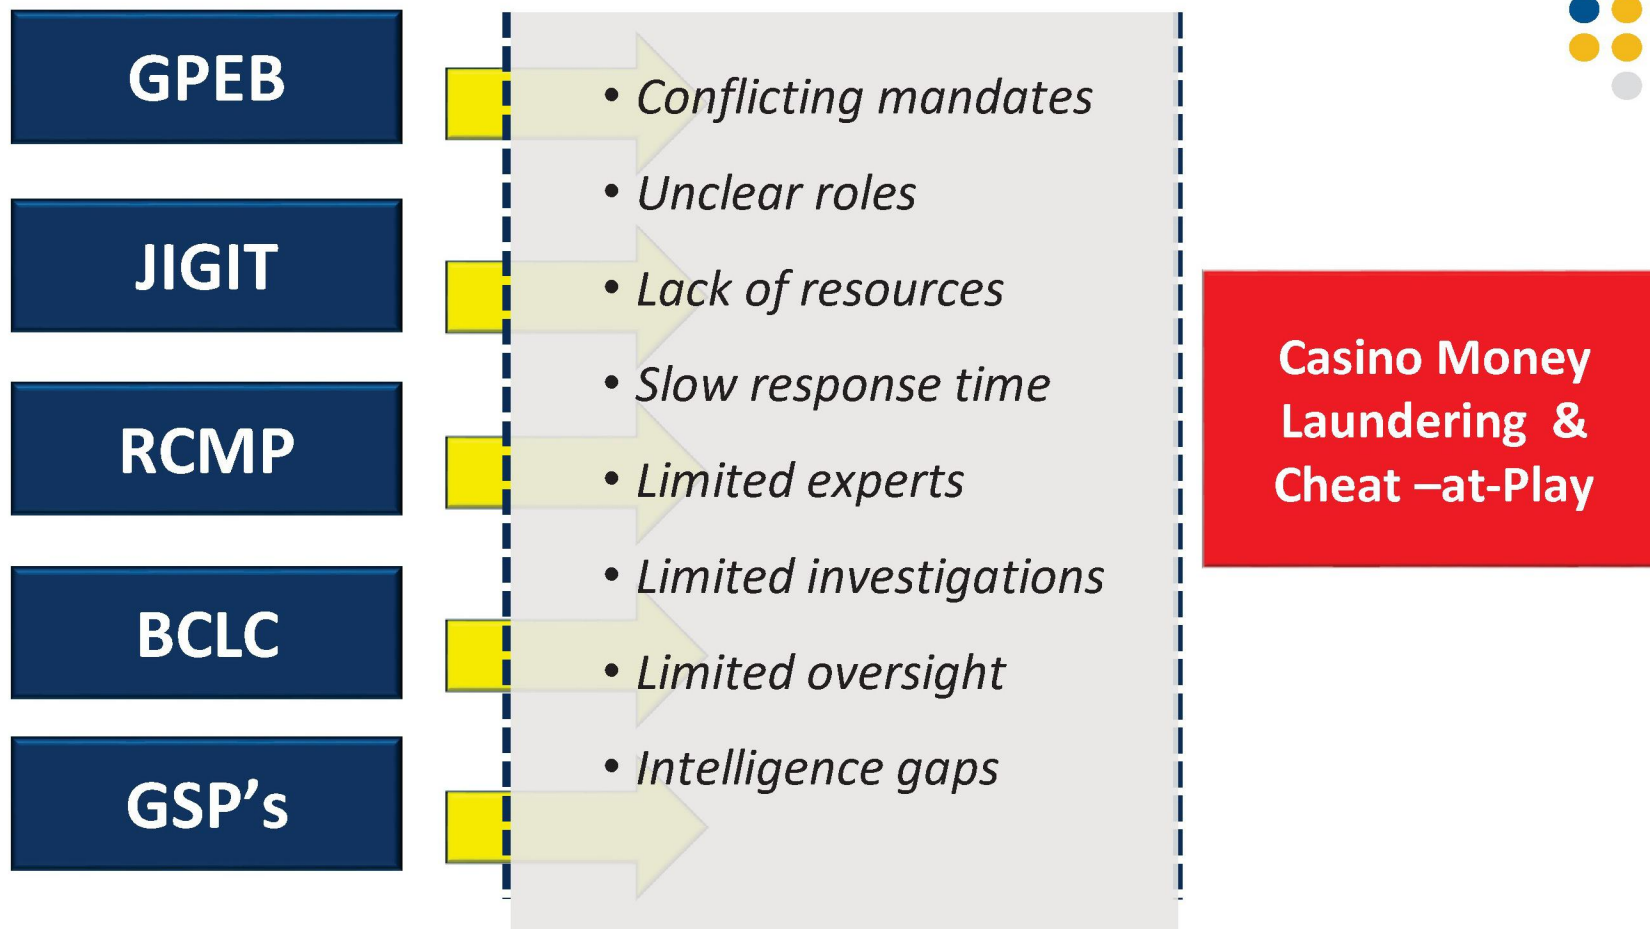 GPEB
JIGIT
RCMP
BCLC
GSP’s
• Conflicting mandates
• Unclear roles
• Lack of resources
• Slow response time
• Limited experts
• Limited investigations
• Limited oversight
• Intelligence gaps
Casino Money
Laundering &
Cheat –at-Play